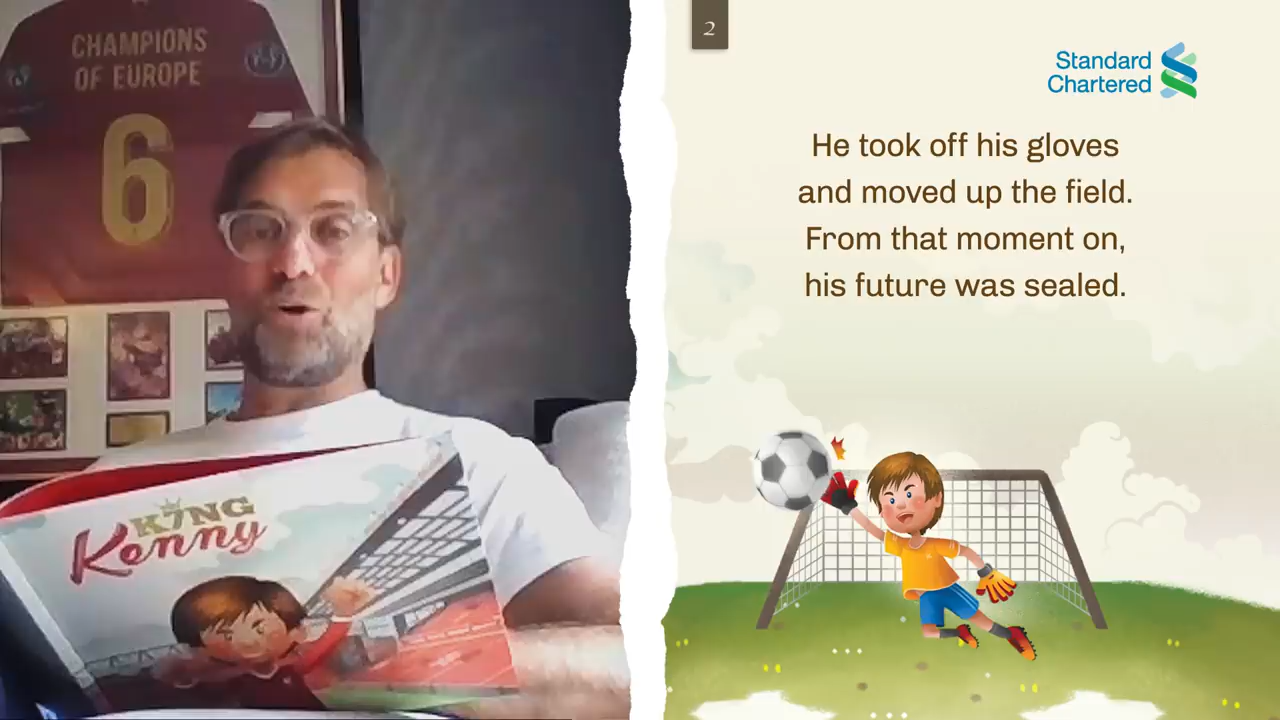 CHAMPIONS
OF EUROPE
6
KING
Kenny
2
Standard
Chartered
He took off his gloves
and moved up the field.
From that moment on,
his future was sealed.